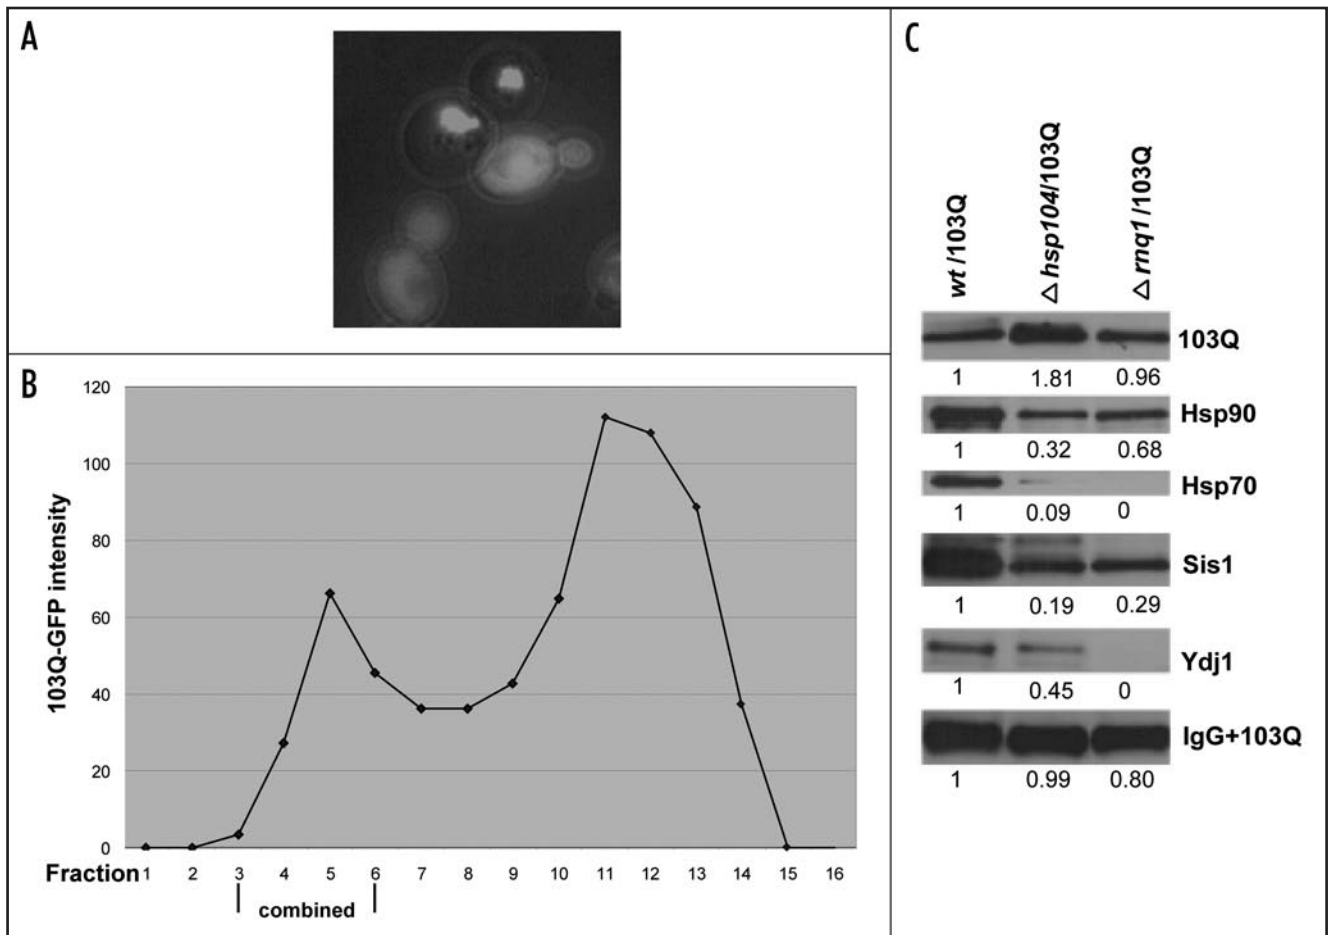 A
B
120
100
80
60
40
20
0
103Q-GFP intensity
Fraction 1 2 3 4 5 6 7 8 9 10 11 12 13 14 15 16
combined
C
wt /103Q
△ hsp104/103Q
△ rnq1 /103Q
103Q
1 1.81 0.96
Hsp90
1 0.32 0.68
Hsp70
1 0.09 0
Sis1
1 0.19 0.29
Ydj1
1 0.45 0
IgG+103Q
1 0.99 0.80